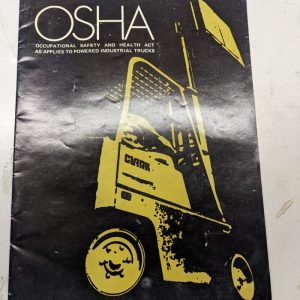 OSHA
OCCUPATIONAL SAFETY AND HEALTH ACT
AS APPLIES TO POWERED INDUSTRIAL TRUCKS
CLARK